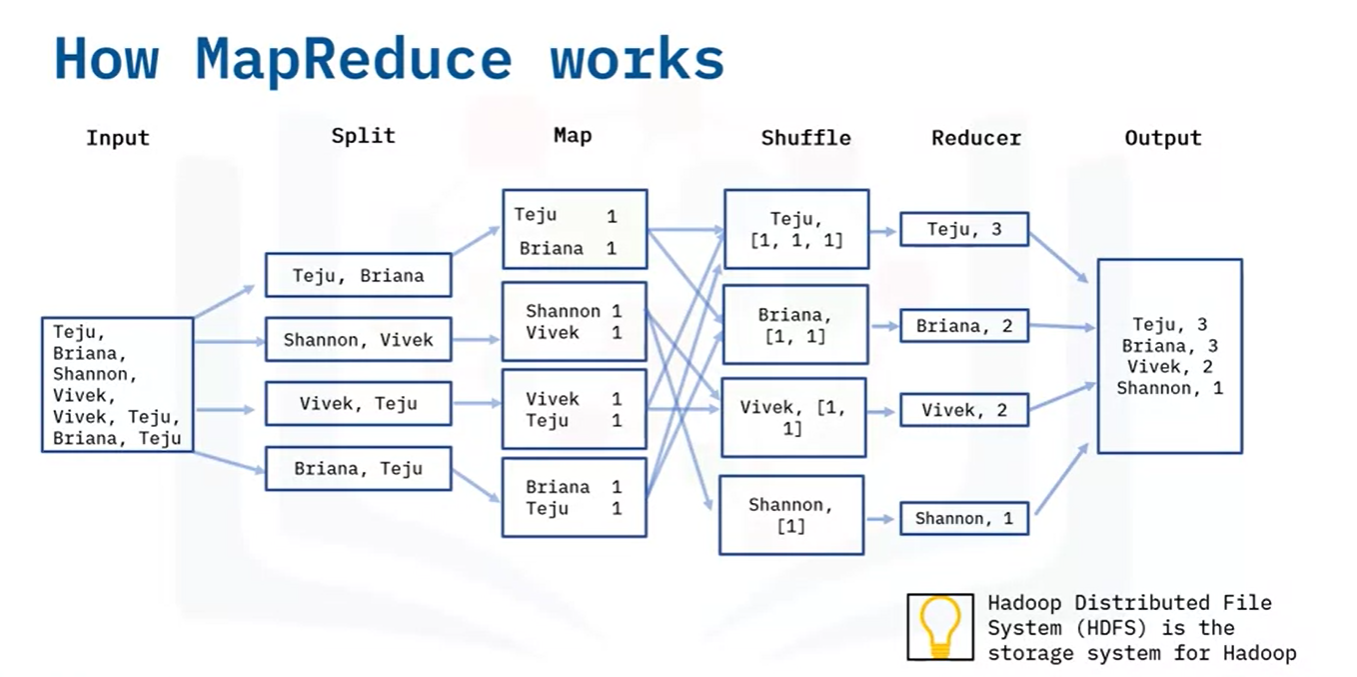 How MapReduce works
Input
Split
Map
Shuffle
Reducer
Output
Teju,
Briana,
Shannon,
Vivek,
Vivek, Teju,
Briana, Teju
Teju, Briana
Shannon, Vivek
Vivek, Teju
Briana, Teju
Teju 1
Briana 1
Shannon 1
Vivek 1
Vivek 1
Teju 1
Briana 1
Teju 1
Teju,
[1, 1, 1]
Briana,
[1, 1]
Vivek, [1,
1]
Shannon,
[1]
Teju, 3
Briana, 2
Vivek, 2
Shannon, 1
Teju, 3
Briana, 3
Vivek, 2
Shannon, 1
Hadoop Distributed File
System (HDFS) is the
storage system for Hadoop